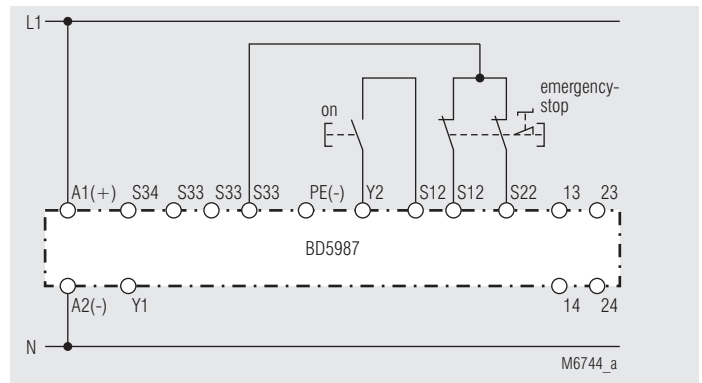 L1
emergency-
stop
on
A1(+) S34 S33 S33 S33 PE(-) Y2 S12 S12 S22 13 23
BD5987
A2(-) Y1 14 24
N
M6744_a